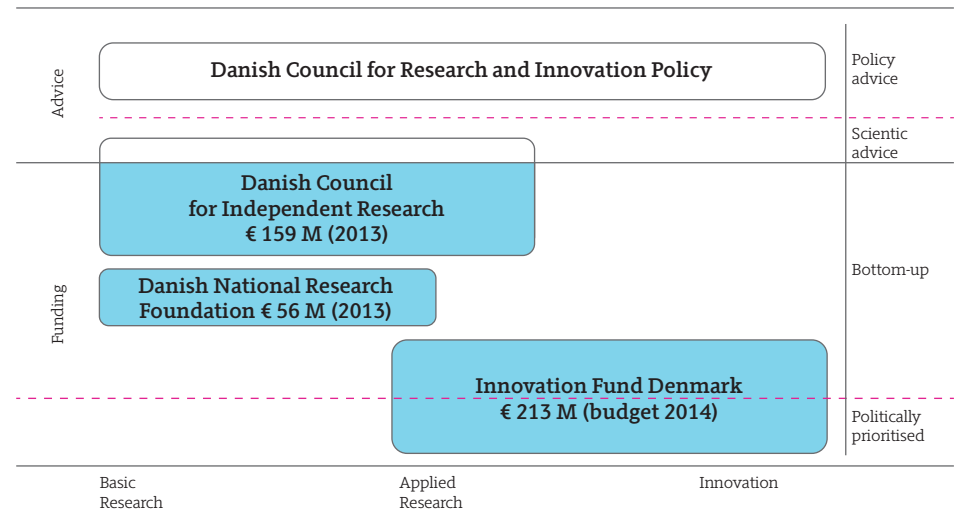 Advice
Danish Council for Research and Innovation Policy
Policy
advice
Scientic
advice
Funding
Danish Council
for Independent Research
€ 159 M (2013)
Danish National Research
Foundation € 56 M (2013)
Bottom-up
Innovation Fund Denmark
€ 213 M (budget 2014)
Politically
prioritised
Basic
Research
Applied
Research
Innovation